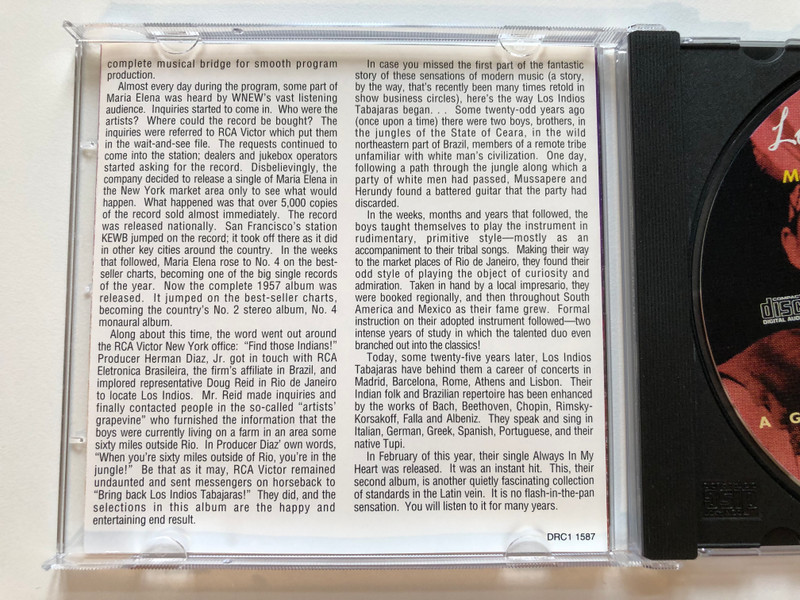 complete musical bridge for smooth program
production.
Almost every day during the program, some part of
Maria Elena was heard by WNEW's vast listening
audience. Inquiries started to come in. Who were the
artists? Where could the record be bought? The
inquiries were referred to RCA Victor which put them
in the wait-and-see file. The requests continued to
come into the station; dealers and jukebox operators
started asking for the record. Disbelievingly, the
company decided to release a single of Maria Elena in
the New York market area only to see what would
happen. What happened was that over 5,000 copies
of the record sold almost immediately. The record
was released nationally. San Francisco's station
KEWB jumped on the record; it took off there as it did
in other key cities around the country. In the weeks
that followed, Maria Elena rose to No. 4 on the best-
seller charts, becoming one of the big single records
of the year. Now the complete 1957 album was
released. It jumped on the best-seller charts,
becoming the country's No. 2 stereo album, No. 4
monaural album.
Along about this time, the word went out around
the RCA Victor New York office: "Find those Indians!"
Producer Herman Diaz, Jr. got in touch with RCA
Eletronica Brasileira, the firm's affiliate in Brazil, and
implored representative Doug Reid in Rio de Janeiro
to locate Los Indios. Mr. Reid made inquiries and
finally contacted people in the so-called "artists'
grapevine" who furnished the information that the
boys were currently living on a farm in an area some
sixty miles outside Rio. In Producer Diaz' own words,
"When you're sixty miles outside of Rio, you're in the
jungle!" Be that as it may, RCA Victor remained
undaunted and sent messengers on horseback to
"Bring back Los Indios Tabajaras!" They did, and the
selections in this album are the happy and
entertaining end result.
In case you missed the first part of the fantastic
story of these sensations of modern music (a story,
by the way, that's recently been many times retold in
show business circles), here's the way Los Indios
Tabajaras began. . . Some twenty-odd years ago
(once upon a time) there were two boys, brothers, in
the jungles of the State of Ceara, in the wild
northeastern part of Brazil, members of a remote tribe
unfamiliar with white man's civilization. One day,
following a path through the jungle along which a
party of white men had passed, Mussapere and
Herundy found a battered guitar that the party had
discarded.
In the weeks, months and years that followed, the
boys taught themselves to play the instrument in
rudimentary, primitive style—mostly as an
accompaniment to their tribal songs. Making their way
to the market places of Rio de Janeiro, they found their
odd style of playing the object of curiosity and
admiration. Taken in hand by a local impresario, they
were booked regionally, and then throughout South
America and Mexico as their fame grew. Formal
instruction on their adopted instrument followed—two
intense years of study in which the talented duo even
branched out into the classics!
Today, some twenty-five years later, Los Indios
Tabajaras have behind them a career of concerts in
Madrid, Barcelona, Rome, Athens and Lisbon. Their
Indian folk and Brazilian repertoire has been enhanced
by the works of Bach, Beethoven, Chopin, Rimsky-
Korsakoff, Falla and Albeniz. They speak and sing in
Italian, German, Greek, Spanish, Portuguese, and their
native Tupi.
In February of this year, their single Always In My
Heart was released. It was an instant hit. This, their
second album, is another quietly fascinating collection
of standards in the Latin vein. It is no flash-in-the-pan
sensation. You will listen to it for many years.
DRC1 1587
COMPACT
DIGITAL AUDIO
A G